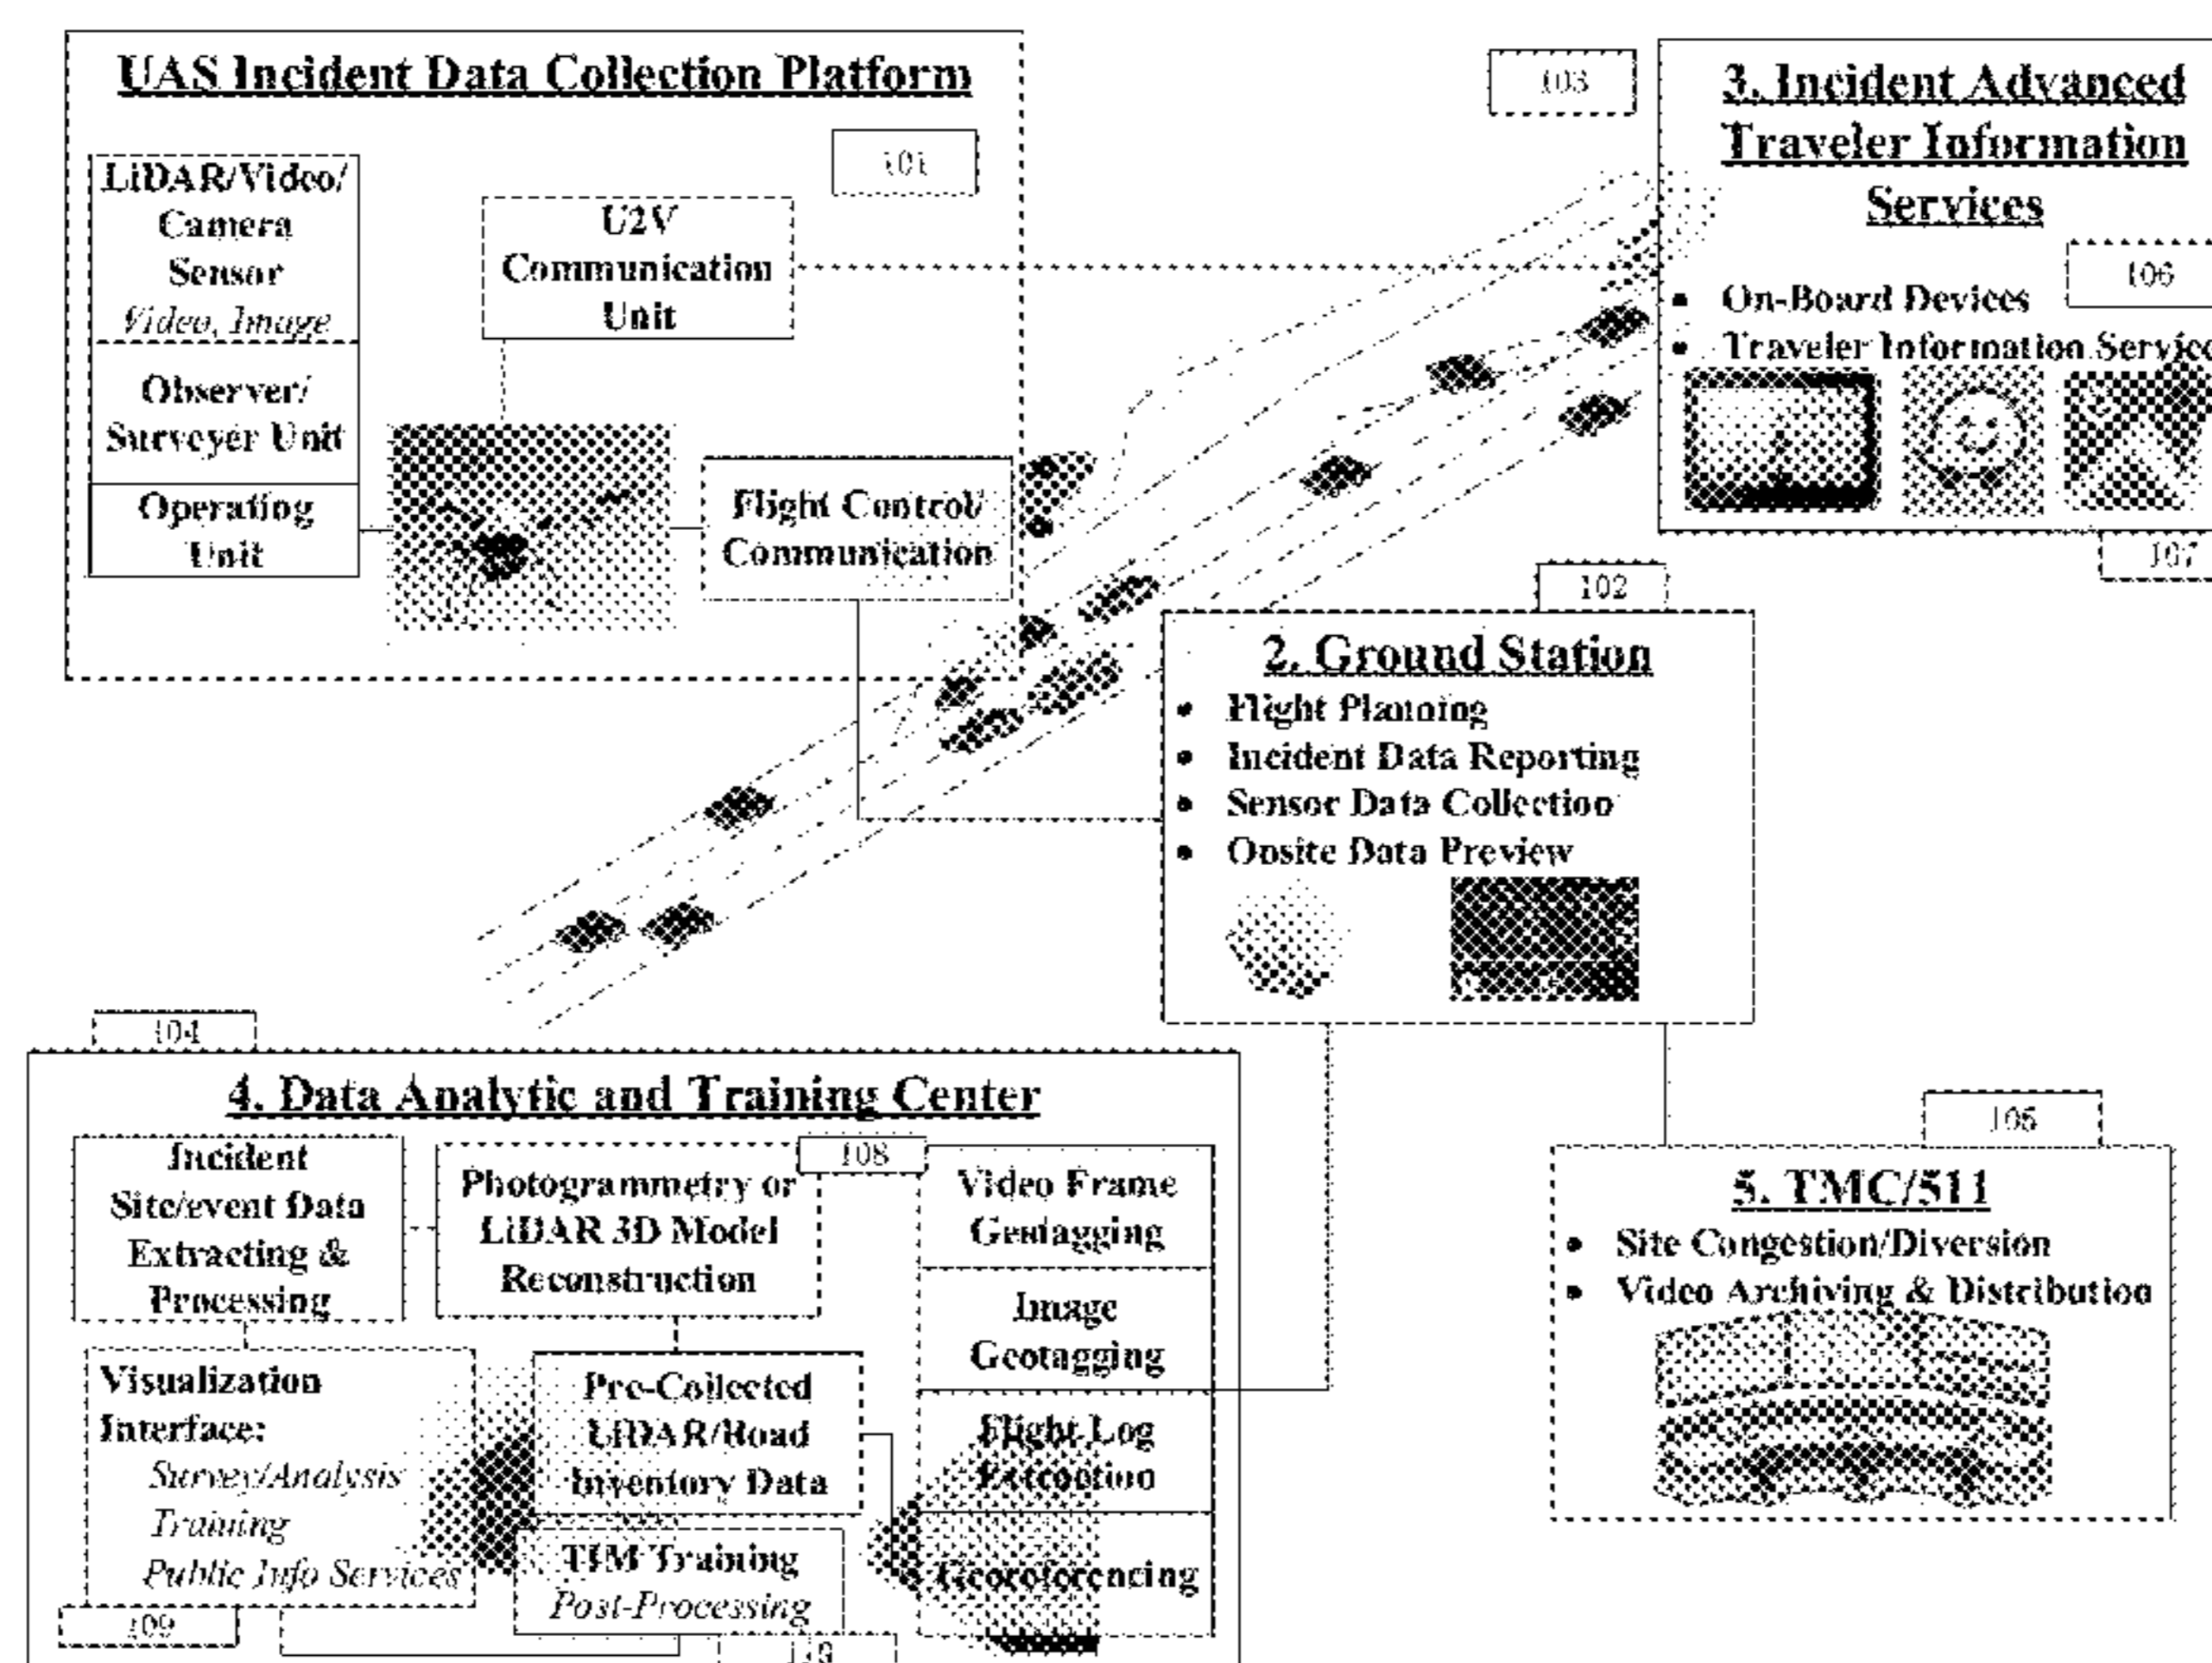 UAS Incident Data Collection Platform
101
LiDAR/Video/
Camera
Sensor
Video, Image
Observer/
Surveyer Unit
Operating
Unit
U2V
Communication
Unit
Flight Control/
Communication
103
3. Incident Advanced
Traveler Information
Services
106
• On-Board Devices
• Traveler Information Servic
107
102
2. Ground Station
• Flight Planning
• Incident Data Reporting
• Sensor Data Collection
• Onsite Data Preview
104
4. Data Analytic and Training Center
Incident
Site/event Data
Extracting &
Processing
108
Photogrammetry or
LiDAR 3D Model
Reconstruction
Video Frame
Geotagging
Image
Geotagging
Flight Log
Extraction
Georeferencing
Visualization
Interface:
Survey/Analysis
Training
Public Info Services
109
Pre-Collected
LiDAR/Road
Inventory Data
TIM Training
Post-Processing
105
5. TMC/511
• Site Congestion/Diversion
• Video Archiving & Distribution